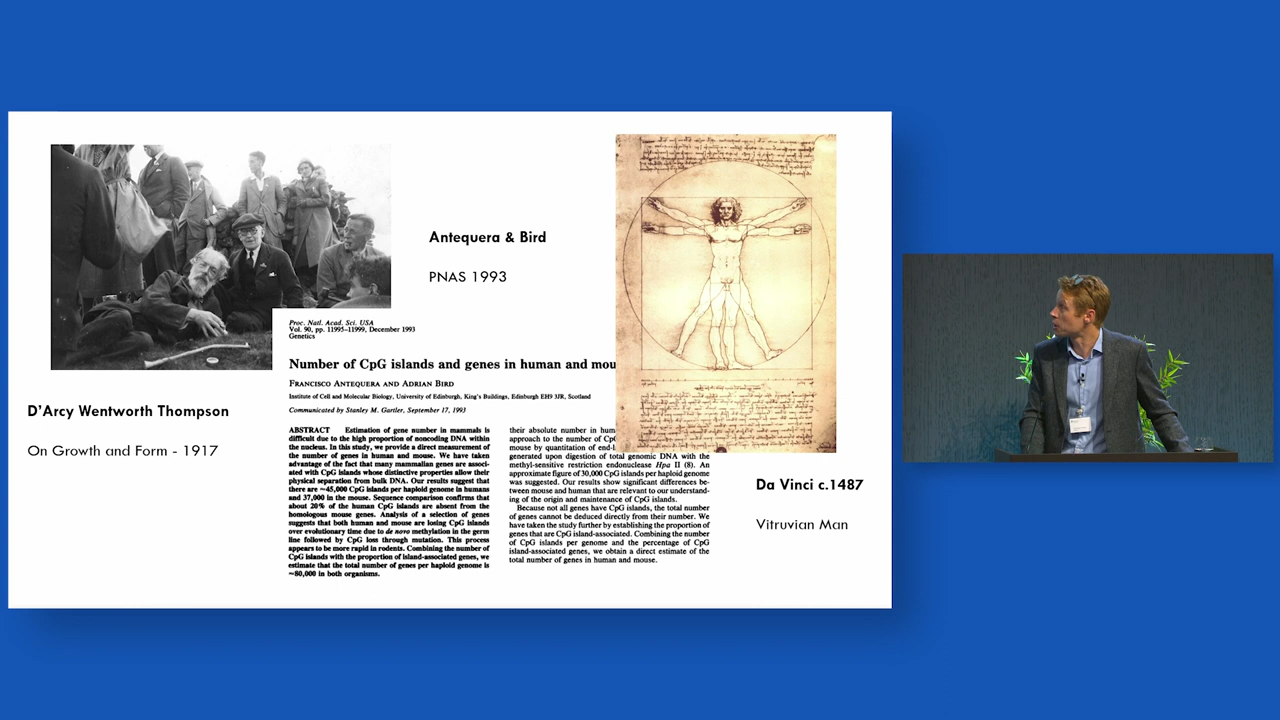 Antequera & Bird
PNAS 1993
D'Arcy Wentworth Thompson
On Growth and Form - 1917
Proc. Natl. Acad. Sci. USA
Vol. 90, pp. 11995-11999, December 1993
Genetics
Number of CpG islands and genes in human and mou
FRANCISCO ANTEQUERA AND ADRIAN BIRD
Institute of Cell and Molecular Biology, University of Edinburgh, King's Buildings, Edinburgh EH9 3JR, Scotland
Communicated by Stanley M. Gartler, September 17, 1993
ABSTRACT Estimation of gene number in mammals is
difficult due to the high proportion of noncoding DNA within
the nucleus. In this study, we provide a direct measurement of
the number of genes in human and mouse. We have taken
advantage of the fact that many mammalian genes are associ-
ated with CpG islands whose distinctive properties allow their
physical separation from bulk DNA. Our results suggest that
there are ≈45,000 CpG islands per haploid genome in humans
and 37,000 in the mouse. Sequence comparison confirms that
about 20% of the human CpG islands are absent from the
homologous mouse genes. Analysis of a selection of genes
suggests that both human and mouse are losing CpG islands
over evolutionary time due to de novo methylation in the germ
line followed by CpG loss through mutation. This process
appears to be more rapid in rodents. Combining the number of
CpG islands with the proportion of island-associated genes, we
estimate that the total number of genes per haploid genome is
≈80,000 in both organisms.
their absolute number in hum
approach to the number of CpG
mouse by quantitation of end-l
generated upon digestion of total genomic DNA with the
methyl-sensitive restriction endonuclease Hpa II (8). An
approximate figure of 30,000 CpG islands per haploid genome
was suggested. Our results show significant differences be-
tween mouse and human that are relevant to our understand-
ing of the origin and maintenance of CpG islands.
Because not all genes have CpG islands, the total number
of genes cannot be deduced directly from their number. We
have taken the study further by establishing the proportion of
genes that are CpG island-associated. Combining the number
of CpG islands per genome and the percentage of CpG
island-associated genes, we obtain a direct estimate of the
total number of genes in human and mouse.
Da Vinci c.1487
Vitruvian Man